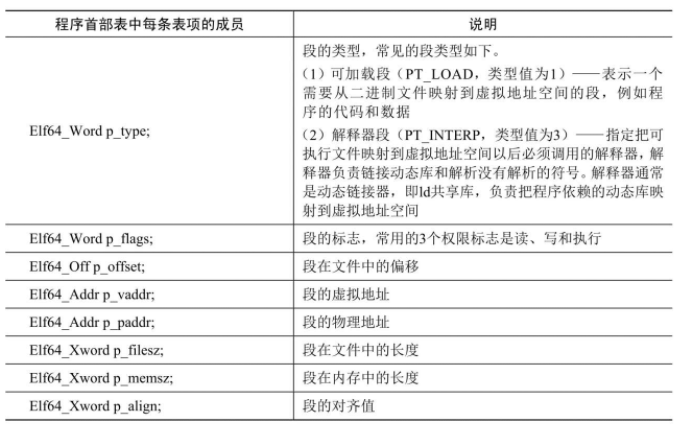 程序首部表中每条表项的成员
说明
Elf64_Word p_type;
段的类型，常见的段类型如下。
（1）可加载段（PT_LOAD，类型值为1）——表示一个
需要从二进制文件映射到虚拟地址空间的段，例如程
序的代码和数据
（2）解释器段（PT_INTERP，类型值为3）——指定把可
执行文件映射到虚拟地址空间以后必须调用的解释器，解
释器负责链接动态库和解析没有解析的符号。解释器通常
是动态链接器，即ld共享库，负责把程序依赖的动态库映
射到虚拟地址空间
Elf64_Word p_flags;
段的标志，常用的3个权限标志是读、写和执行
Elf64_Off p_offset;
段在文件中的偏移
Elf64_Addr p_vaddr;
段的虚拟地址
Elf64_Addr p_paddr;
段的物理地址
Elf64_Xword p_filesz;
段在文件中的长度
Elf64_Xword p_memsz;
段在内存中的长度
Elf64_Xword p_align;
段的对齐值